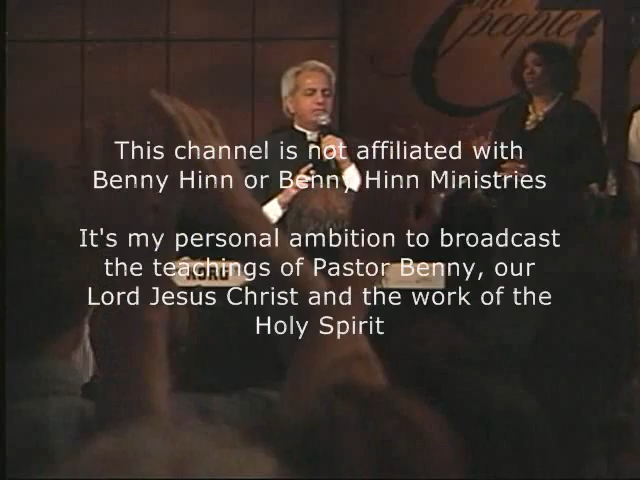 people
This channel is not affiliated with
Benny Hinn or Benny Hinn Ministries
It's my personal ambition to broadcast
the teachings of Pastor Benny, our
KORG
Lord Jesus Christ and the work of the
Holy Spirit